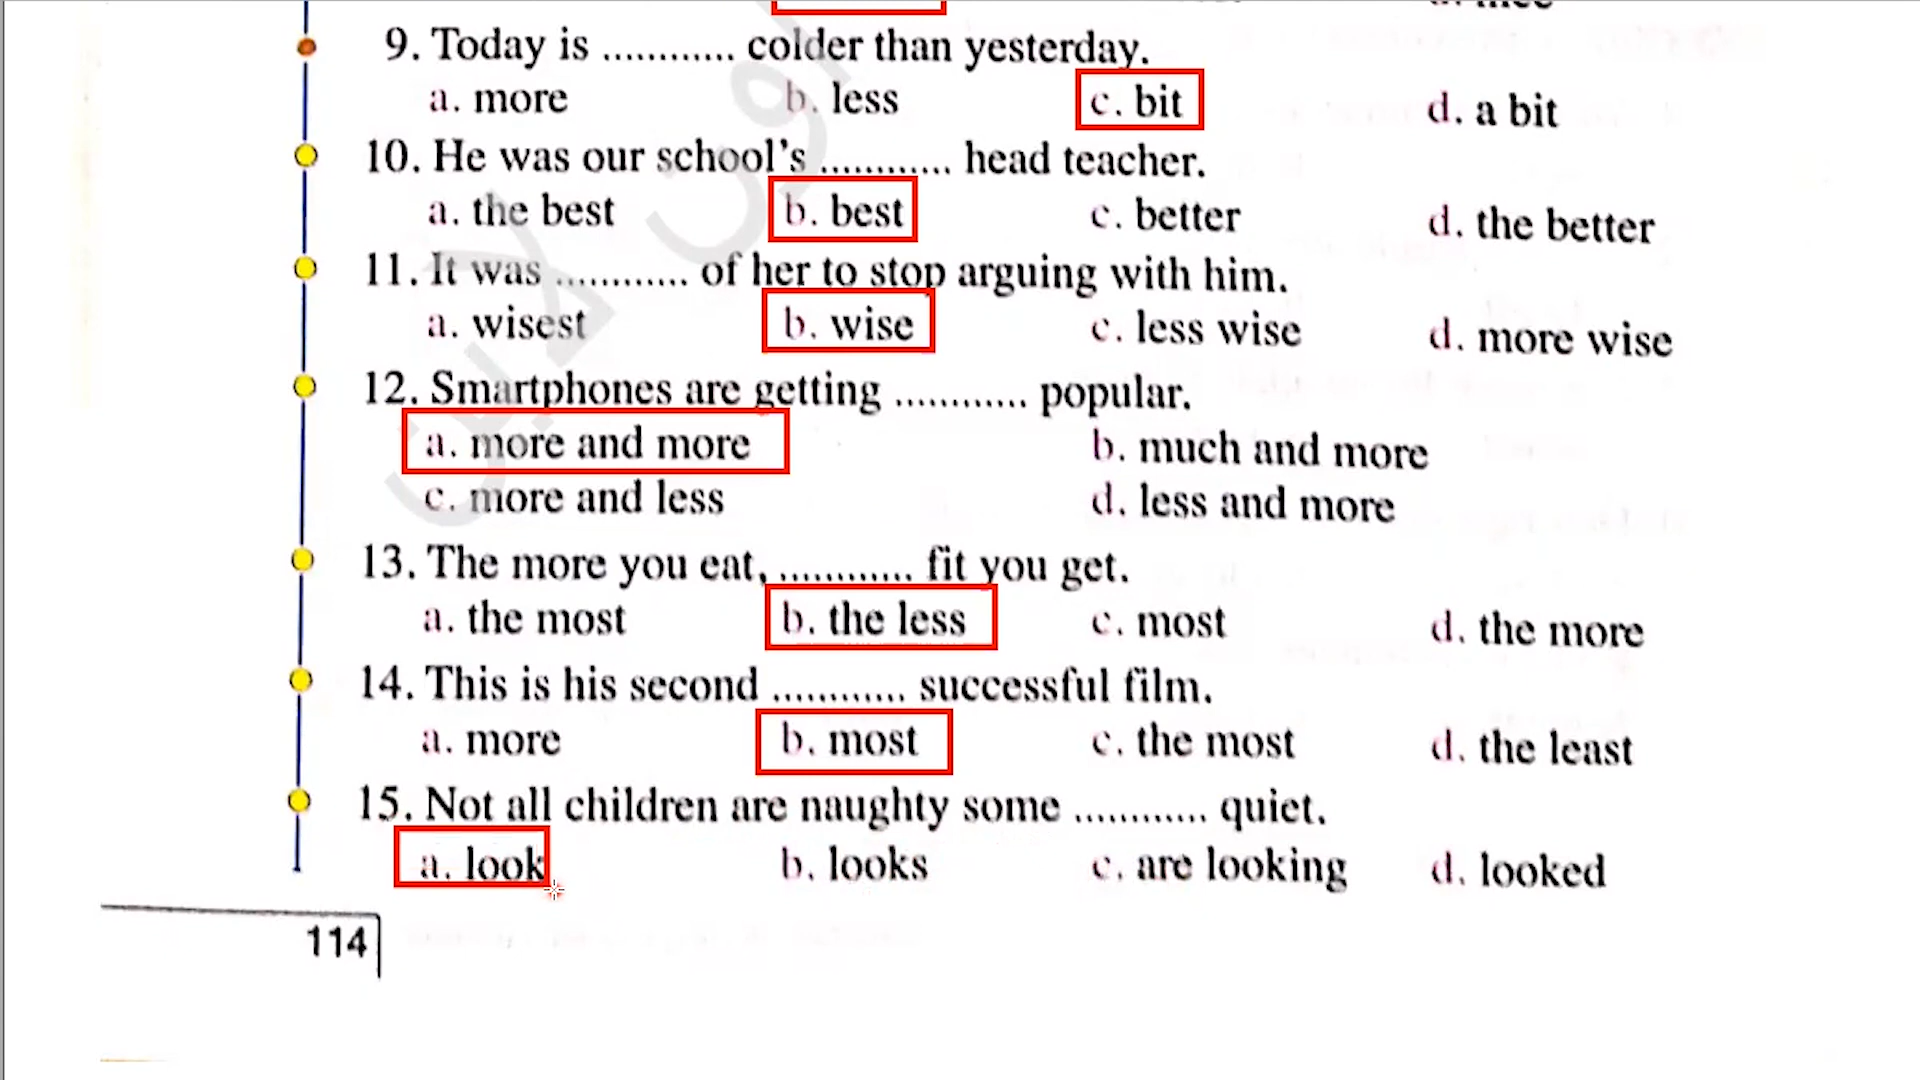 9. Today is ............ colder than yesterday.
a. more b. less c. bit d. a bit
10. He was our school's ............ head teacher.
a. the best b. best c. better d. the better
11. It was ............ of her to stop arguing with him.
a. wisest b. wise c. less wise d. more wise
12. Smartphones are getting ............ popular.
a. more and more b. much and more
c. more and less d. less and more
13. The more you eat, ............ fit you get.
a. the most b. the less c. most d. the more
14. This is his second ............ successful film.
a. more b. most c. the most d. the least
15. Not all children are naughty some ............ quiet.
a. look b. looks c. are looking d. looked
114